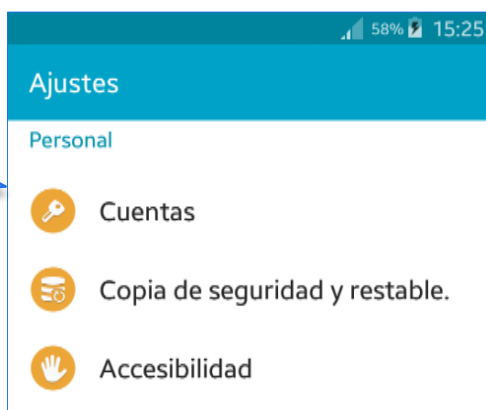 58% 15:25
Ajustes
Personal
Cuentas
Copia de seguridad y restable.
Accesibilidad